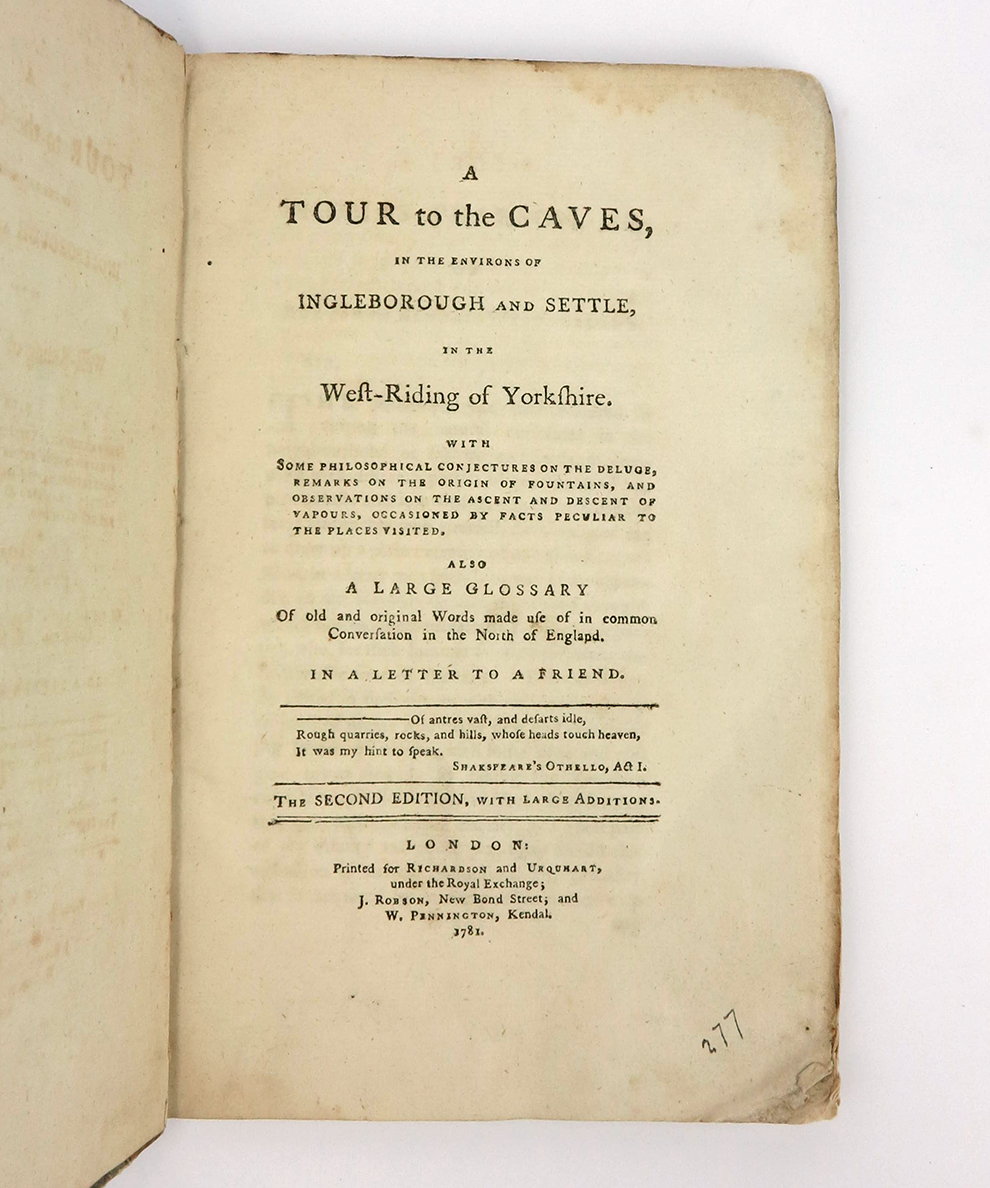 A
TOUR to the CAVES,
IN THE ENVIRONS OF
INGLEBOROUGH AND SETTLE,
IN THE
Weſt-Riding of Yorkſhire.
WITH
SOME PHILOSOPHICAL CONJECTURES ON THE DELUGE,
REMARKS ON THE ORIGIN OF FOUNTAINS, AND
OBSERVATIONS ON THE ASCENT AND DESCENT OF
VAPOURS, OCCASIONED BY FACTS PECULIAR TO
THE PLACES VISITED.
ALSO
A LARGE GLOSSARY
Of old and original Words made uſe of in common
Converſation in the North of England.
IN A LETTER TO A FRIEND.
————Of antres vaſt, and deſarts idle,
Rough quarries, rocks, and hills, whoſe heads touch heaven,
It was my hint to ſpeak.
SHAKSPEARE'S OTHELLO, Act I.
THE SECOND EDITION, WITH LARGE ADDITIONS.
LONDON:
Printed for RICHARDSON and URQUHART,
under the Royal Exchange;
J. ROBSON, New Bond Street; and
W. PENNINGTON, Kendal.
1781.
277